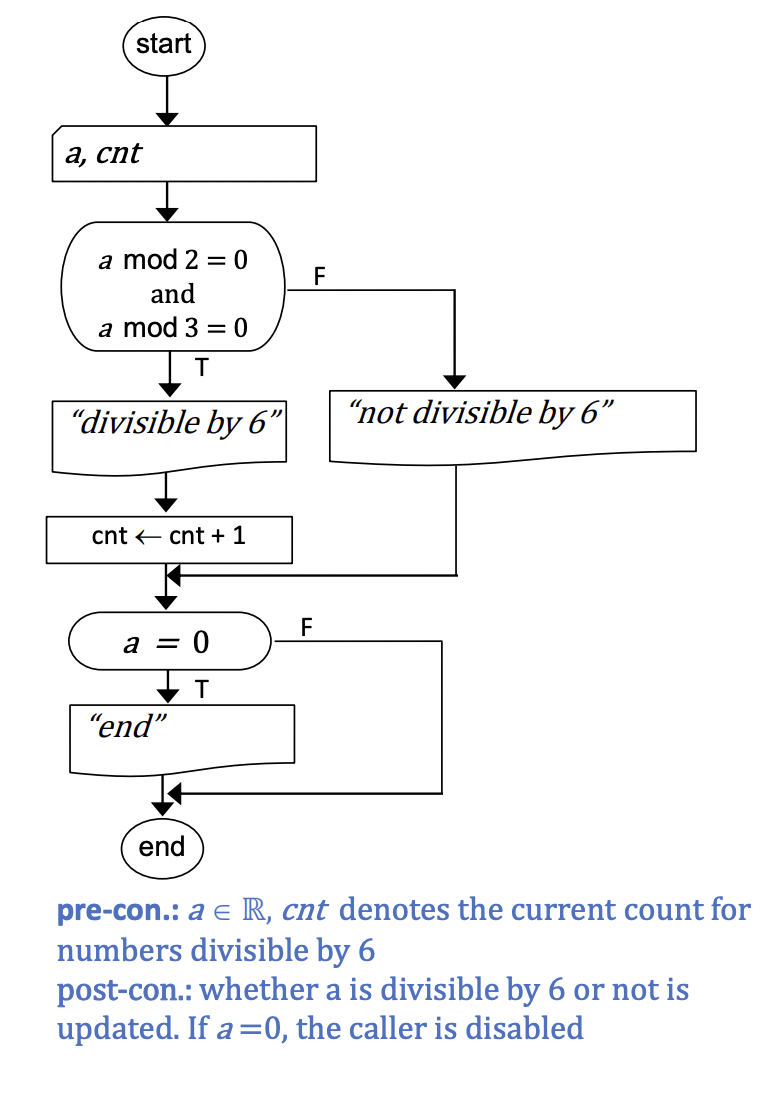 start
a, cnt
a mod 2 = 0
and
a mod 3 = 0
F
T
“divisible by 6”
“not divisible by 6”
cnt ← cnt + 1
a = 0
F
T
“end”
end
pre-con.: a ∈ ℝ, cnt denotes the current count for
numbers divisible by 6
post-con.: whether a is divisible by 6 or not is
updated. If a =0, the caller is disabled